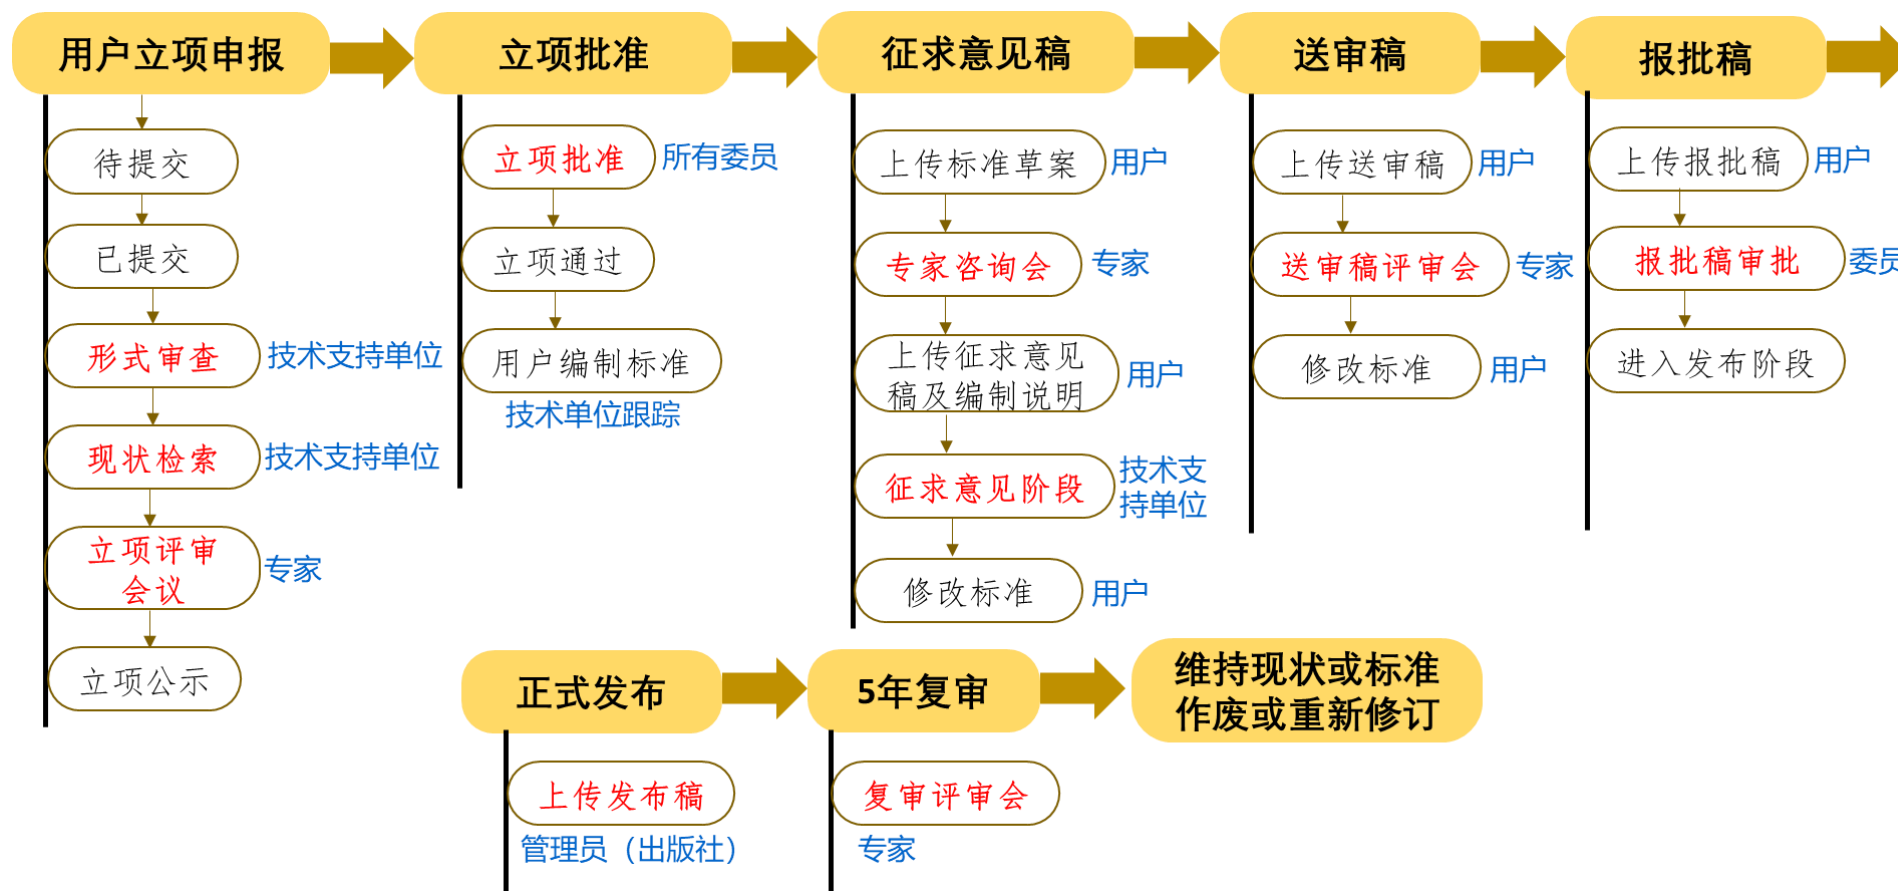 用户立项申报
待提交
已提交
形式审查
技术支持单位
现状检索
技术支持单位
立项评审
会议
专家
立项公示
立项批准
立项批准
所有委员
立项通过
用户编制标准
技术单位跟踪
征求意见稿
上传标准草案
用户
专家咨询会
专家
上传征求意见
稿及编制说明
用户
征求意见阶段
技术支
持单位
修改标准
用户
送审稿
上传送审稿
用户
送审稿评审会
专家
修改标准
用户
报批稿
上传报批稿
用户
报批稿审批
委员
进入发布阶段
正式发布
上传发布稿
管理员（出版社）
5年复审
复审评审会
专家
维持现状或标准
作废或重新修订